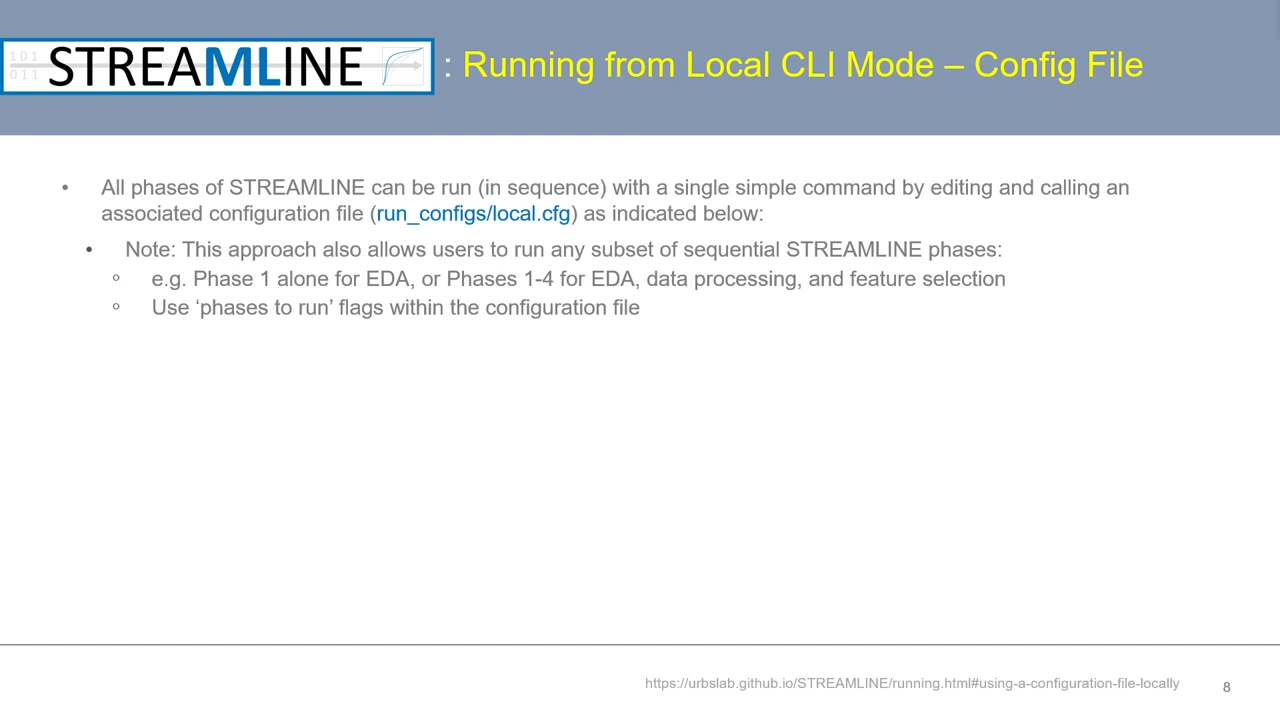 101
011
STREAMLINE : Running from Local CLI Mode – Config File
• All phases of STREAMLINE can be run (in sequence) with a single simple command by editing and calling an
associated configuration file (run_configs/local.cfg) as indicated below:
• Note: This approach also allows users to run any subset of sequential STREAMLINE phases:
° e.g. Phase 1 alone for EDA, or Phases 1-4 for EDA, data processing, and feature selection
° Use ‘phases to run’ flags within the configuration file
https://urbslab.github.io/STREAMLINE/running.html#using-a-configuration-file-locally
8